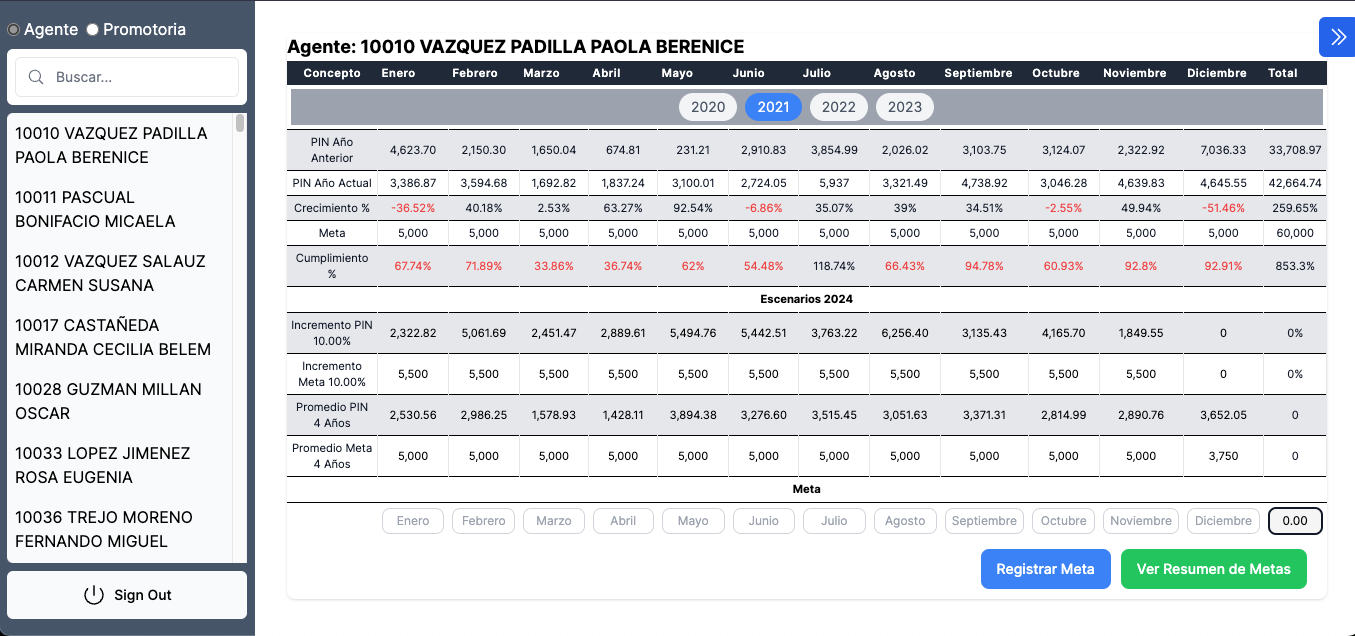 Agente Promotoria
Buscar...
10010 VAZQUEZ PADILLA
PAOLA BERENICE
10011 PASCUAL
BONIFACIO MICAELA
10012 VAZQUEZ SALAUZ
CARMEN SUSANA
10017 CASTAÑEDA
MIRANDA CECILIA BELEM
10028 GUZMAN MILLAN
OSCAR
10033 LOPEZ JIMENEZ
ROSA EUGENIA
10036 TREJO MORENO
FERNANDO MIGUEL
Sign Out
Agente: 10010 VAZQUEZ PADILLA PAOLA BERENICE
Concepto Enero Febrero Marzo Abril Mayo Junio Julio Agosto Septiembre Octubre Noviembre Diciembre Total
2020 2021 2022 2023
PIN Año
Anterior 4,623.70 2,150.30 1,650.04 674.81 231.21 2,910.83 3,854.99 2,026.02 3,103.75 3,124.07 2,322.92 7,036.33 33,708.97
PIN Año Actual 3,386.87 3,594.68 1,692.82 1,837.24 3,100.01 2,724.05 5,937 3,321.49 4,738.92 3,046.28 4,639.83 4,645.55 42,664.74
Crecimiento % -36.52% 40.18% 2.53% 63.27% 92.54% -6.86% 35.07% 39% 34.51% -2.55% 49.94% -51.46% 259.65%
Meta 5,000 5,000 5,000 5,000 5,000 5,000 5,000 5,000 5,000 5,000 5,000 5,000 60,000
Cumplimiento
% 67.74% 71.89% 33.86% 36.74% 62% 54.48% 118.74% 66.43% 94.78% 60.93% 92.8% 92.91% 853.3%
Escenarios 2024
Incremento PIN
10.00% 2,322.82 5,061.69 2,451.47 2,889.61 5,494.76 5,442.51 3,763.22 6,256.40 3,135.43 4,165.70 1,849.55 0 0%
Incremento
Meta 10.00% 5,500 5,500 5,500 5,500 5,500 5,500 5,500 5,500 5,500 5,500 5,500 0 0%
Promedio PIN
4 Años 2,530.56 2,986.25 1,578.93 1,428.11 3,894.38 3,276.60 3,515.45 3,051.63 3,371.31 2,814.99 2,890.76 3,652.05 0
Promedio Meta
4 Años 5,000 5,000 5,000 5,000 5,000 5,000 5,000 5,000 5,000 5,000 5,000 3,750 0
Meta
Enero Febrero Marzo Abril Mayo Junio Julio Agosto Septiembre Octubre Noviembre Diciembre 0.00
Registrar Meta Ver Resumen de Metas